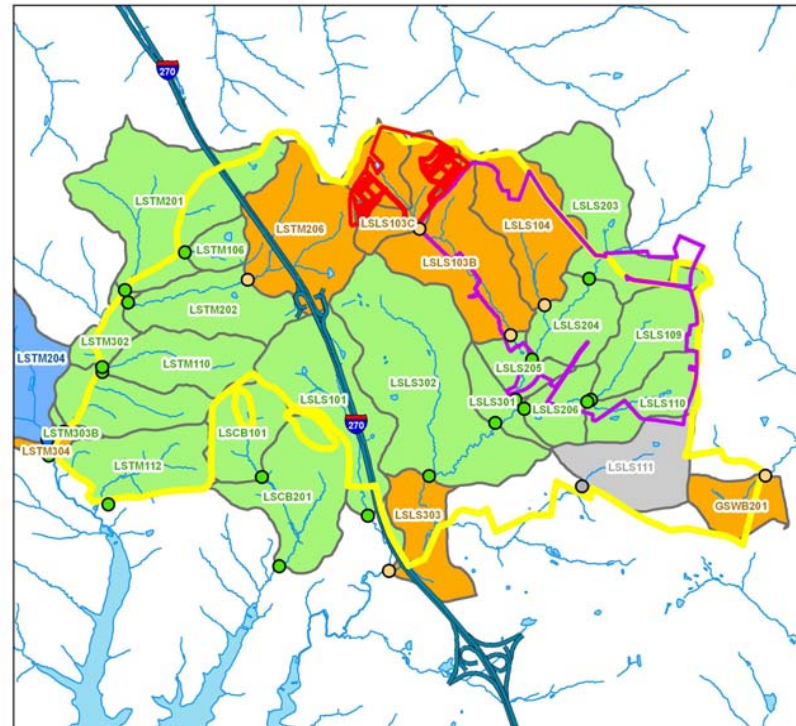 270
LSTM201
LSTM106
LSTM206
LSLS103C
LSLS104
LSLS203
LSLS103B
LSTM202
LSTM302
LSTM204
LSTM110
LSLS101
LSLS302
LSLS204
LSLS109
LSLS205
LSLS301
LSLS206
LSLS110
270
LSTM303B
LSTM304
LSCB101
LSTM112
LSCB201
LSLS111
LSLS303
GSWB201